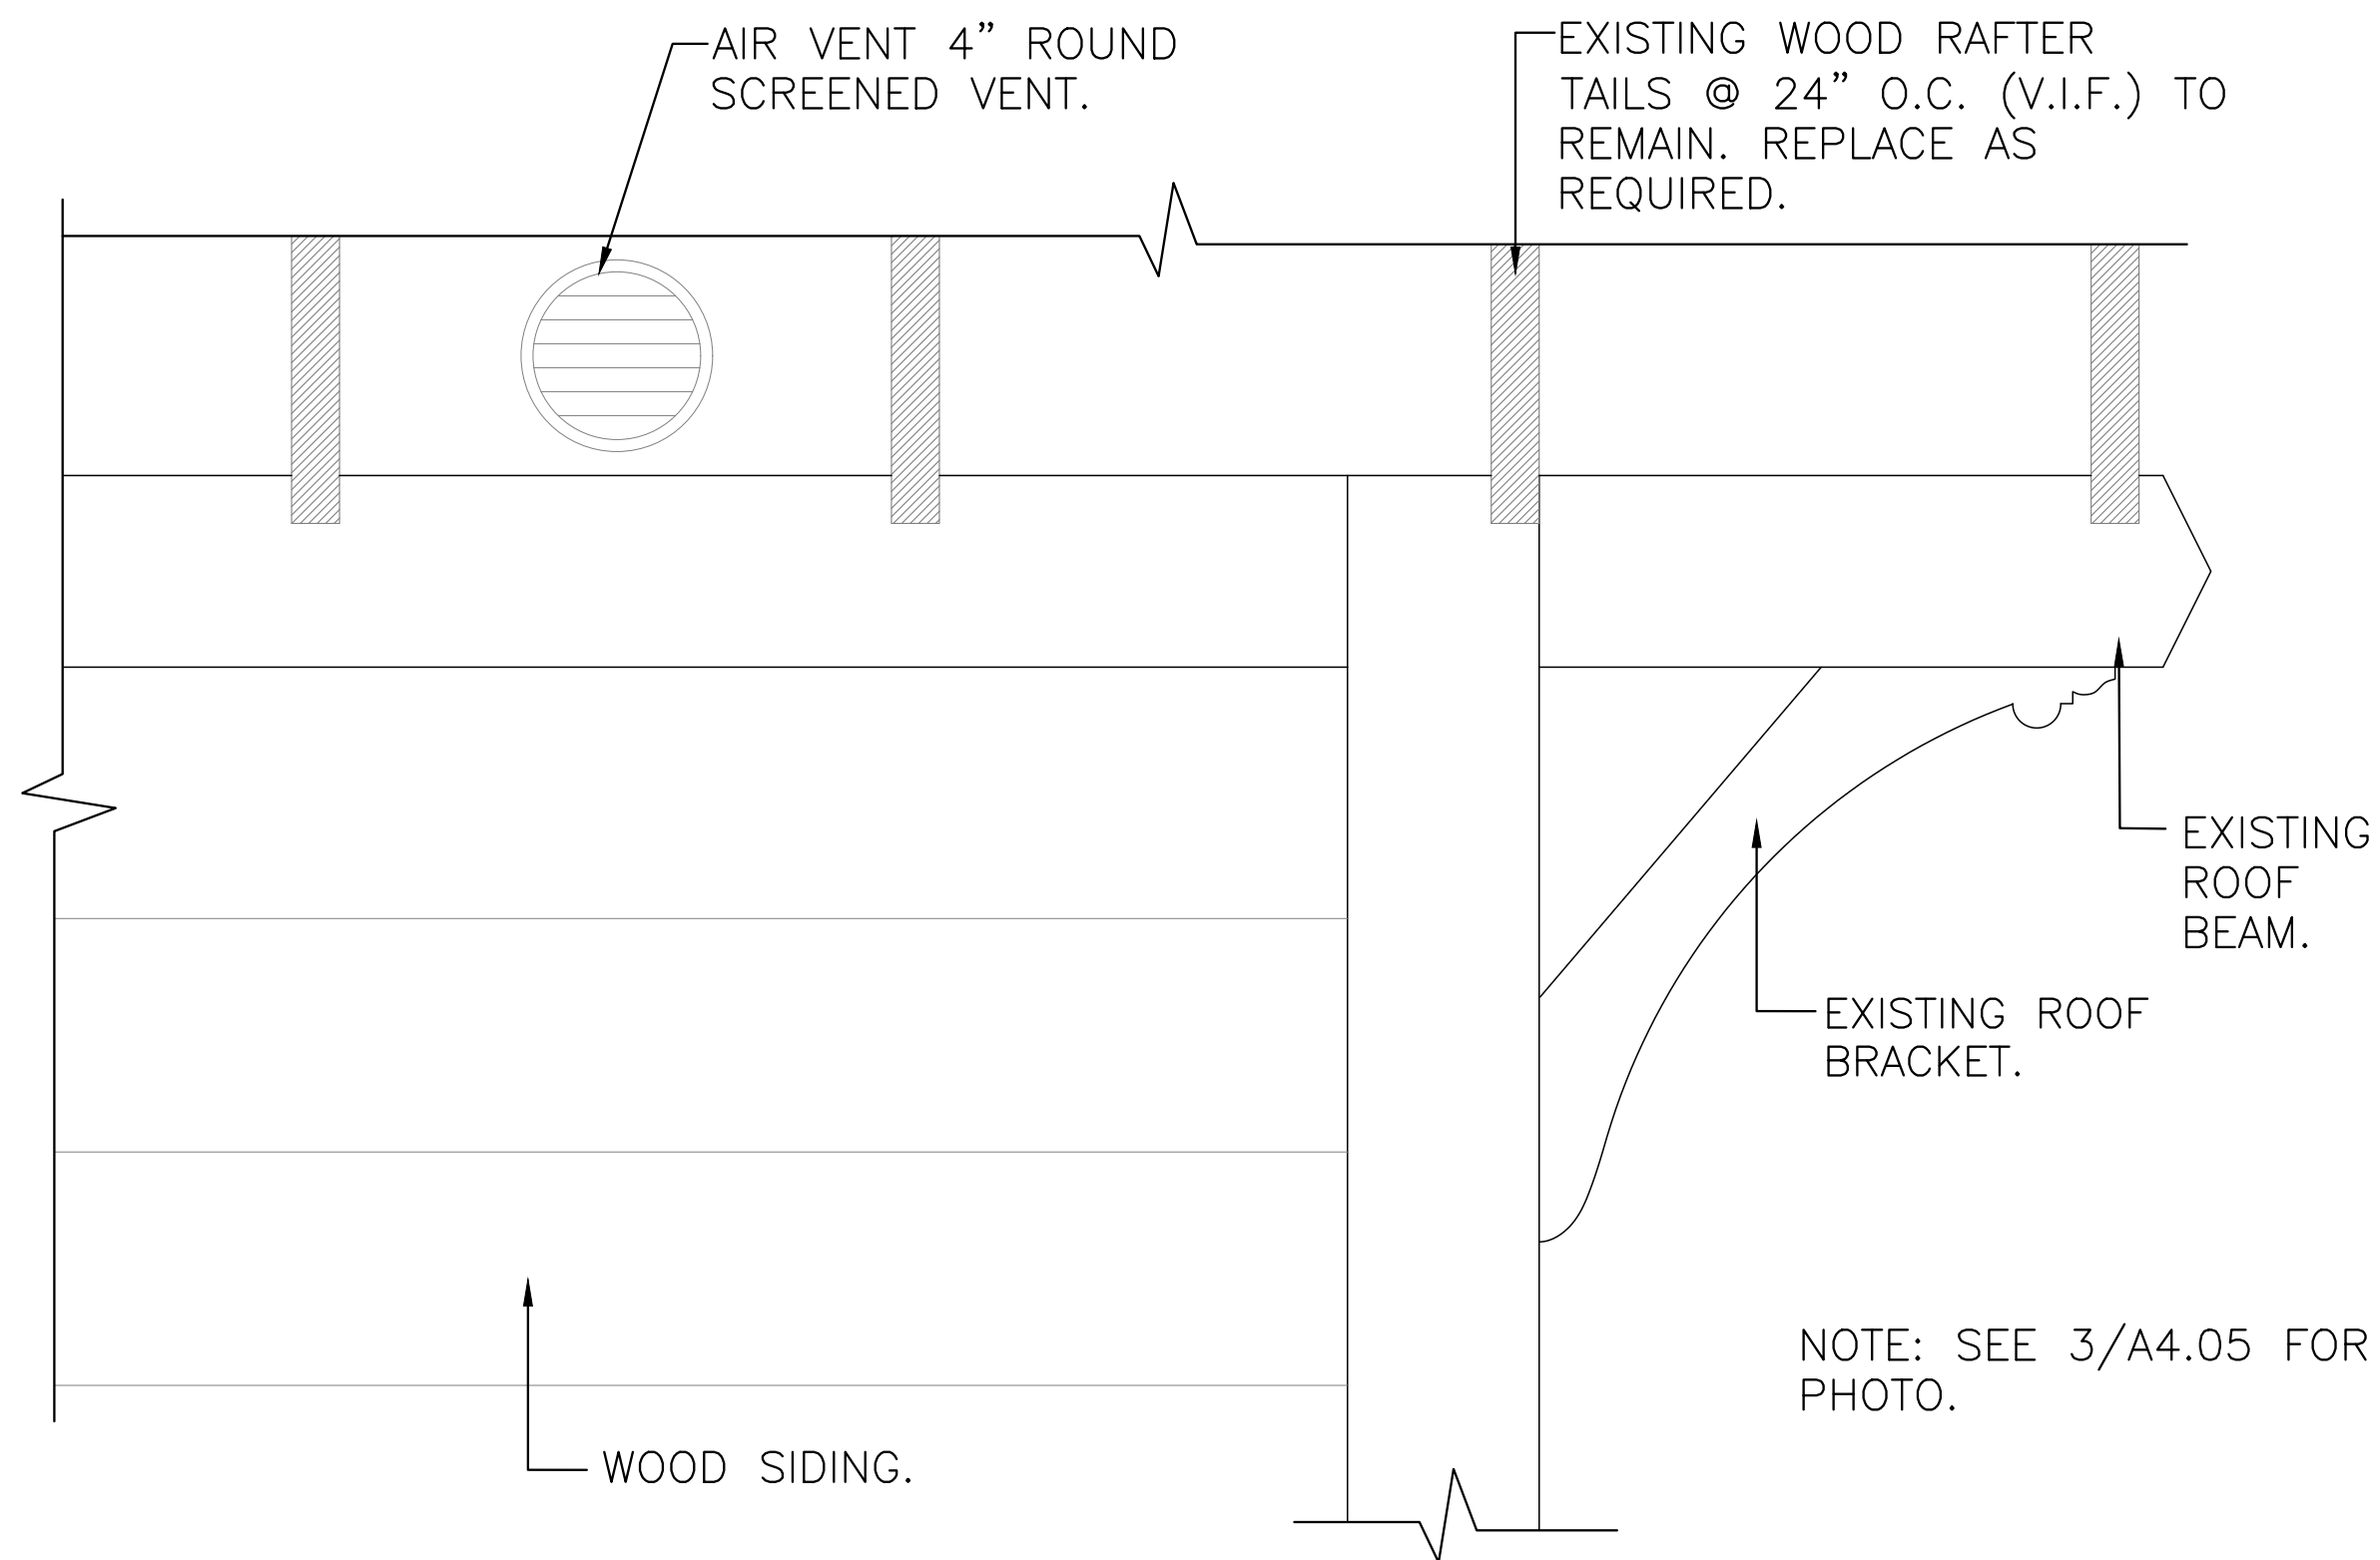 AIR VENT 4" ROUND
SCREENED VENT.
EXISTING WOOD RAFTER
TAILS @ 24" O.C. (V.I.F.) TO
REMAIN. REPLACE AS
REQUIRED.
EXISTING
ROOF
BEAM.
EXISTING ROOF
BRACKET.
NOTE: SEE 3/A4.05 FOR
PHOTO.
WOOD SIDING.